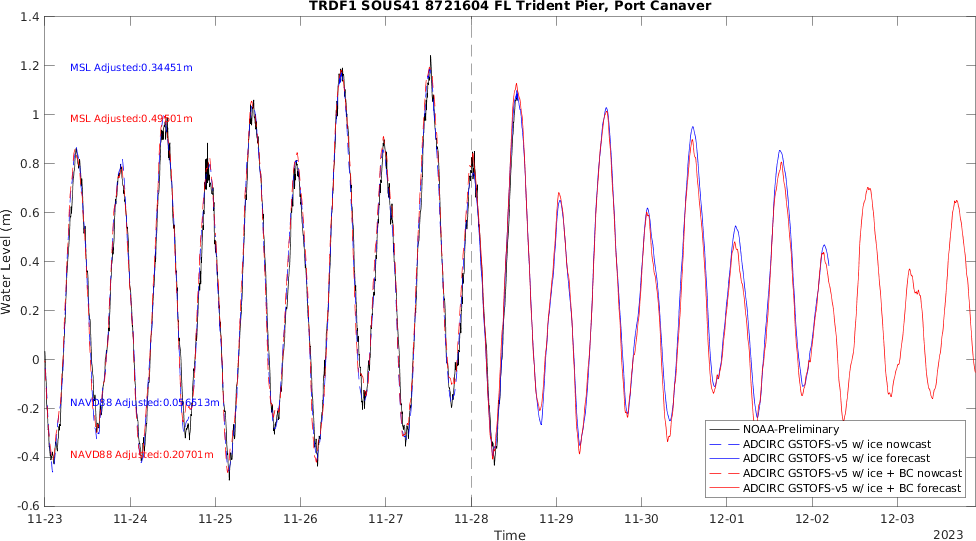 TRDF1 SOUS41 8721604 FL Trident Pier, Port Canaver
1.4
1.2
1
0.8
0.6
0.4
0.2
0
-0.2
-0.4
-0.6
Water Level (m)
MSL Adjusted:0.34451m
MSL Adjusted:0.49501m
NAVD88 Adjusted:0.056613m
NAVD88 Adjusted:0.20701m
NOAA-Preliminary
ADCIRC GSTOFS-v5 w/ ice nowcast
ADCIRC GSTOFS-v5 w/ ice forecast
ADCIRC GSTOFS-v5 w/ ice + BC nowcast
ADCIRC GSTOFS-v5 w/ ice + BC forecast
11-23 11-24 11-25 11-26 11-27 11-28 11-29 11-30 12-01 12-02 12-03
Time
2023